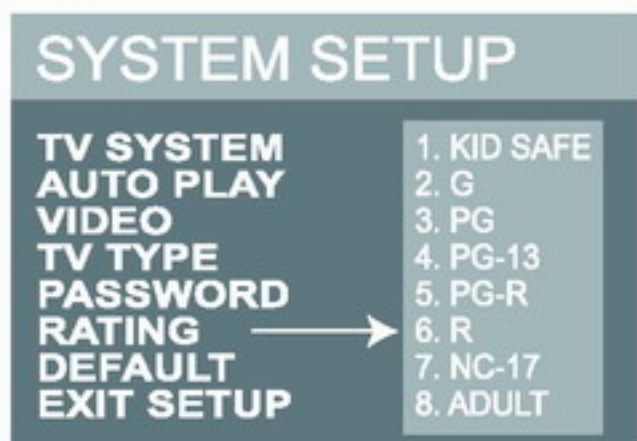 SYSTEM SETUP
TV SYSTEM
AUTO PLAY
VIDEO
TV TYPE
PASSWORD
RATING
DEFAULT
EXIT SETUP
1. KID SAFE
2. G
3. PG
4. PG-13
5. PG-R
6. R
7. NC-17
8. ADULT